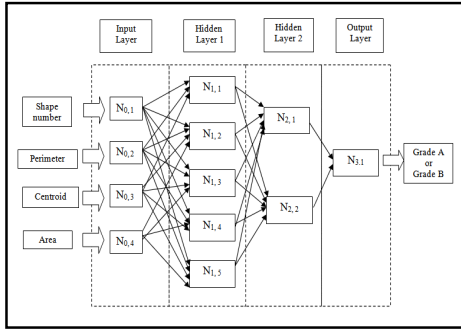 Input Layer
Hidden Layer 1
Hidden Layer 2
Output Layer
Shape number
Perimeter
Centroid
Area
N0, 1
N0, 2
N0, 3
N0, 4
N1, 1
N1, 2
N1, 3
N1, 4
N1, 5
N2, 1
N2, 2
N3.1
Grade A
or
Grade B